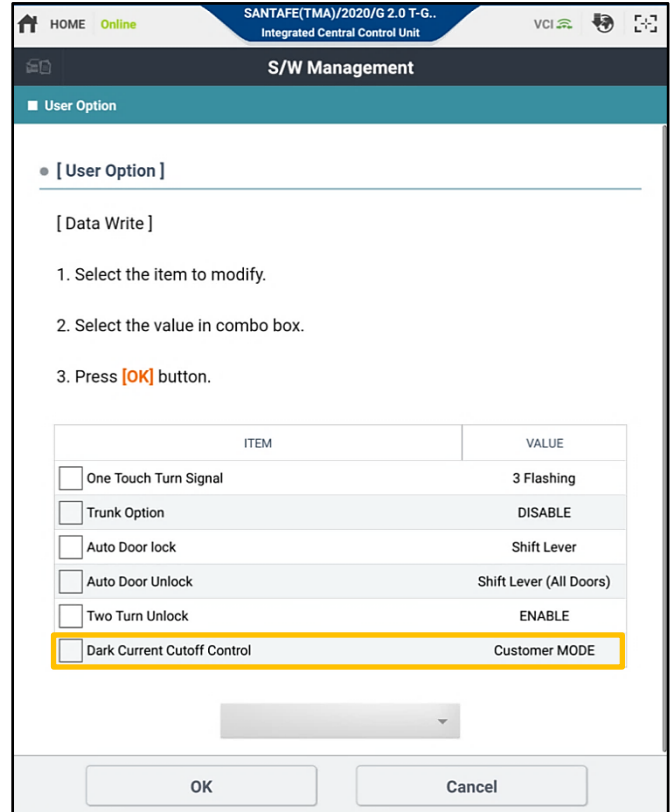 SANTAFE(TMA)/2020/G 2.0 T-G..
HOME Online
Integrated Central Control Unit
VCI
S/W Management
User Option
[ User Option ]
[ Data Write ]
1. Select the item to modify.
2. Select the value in combo box.
3. Press [OK] button.
ITEM VALUE
One Touch Turn Signal 3 Flashing
Trunk Option DISABLE
Auto Door lock Shift Lever
Auto Door Unlock Shift Lever (All Doors)
Two Turn Unlock ENABLE
Dark Current Cutoff Control Customer MODE
OK Cancel